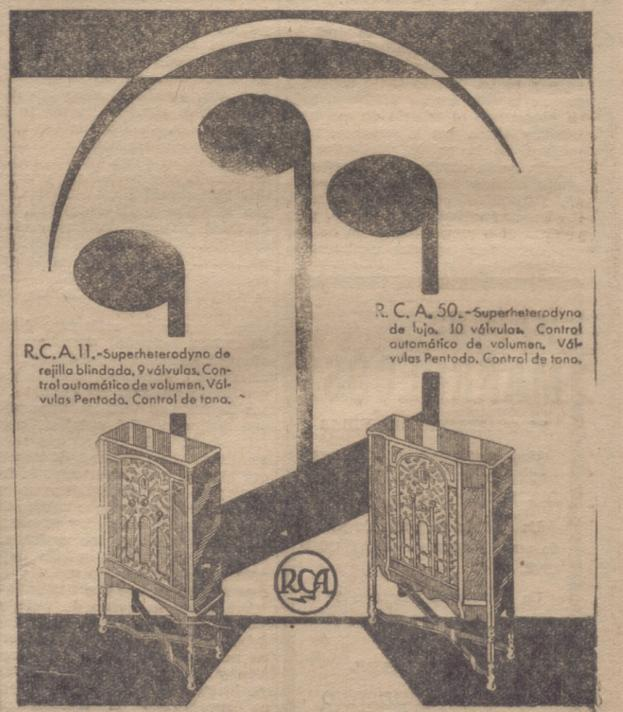 R. C. A. 50.-Superheterodyno
de lujo. 10 válvulas. Control
automático de volumen. Vál-
vulas Pentodo. Control de tono.
R.C.A.11.-Superheterodyno de
rejilla blindada, 9 válvulas, Con-
trol automático de volumen, Vál-
vulas Pentodo. Control de tono.
RCA